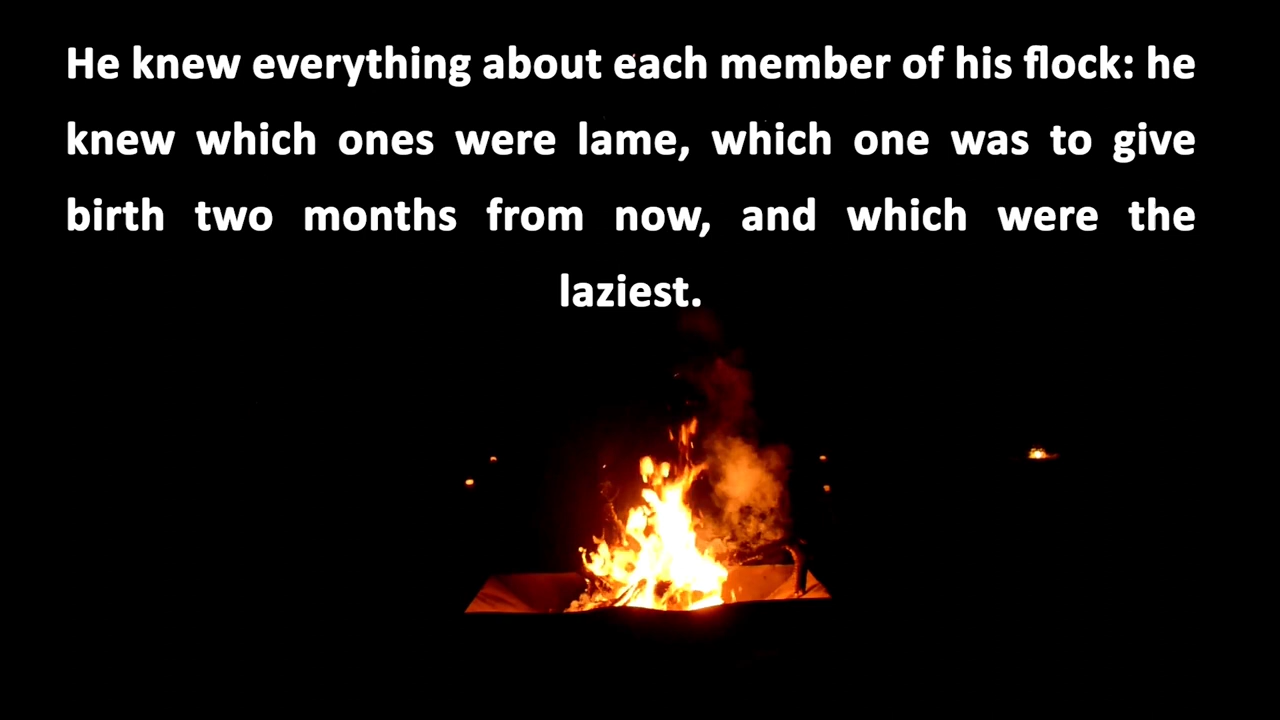 He knew everything about each member of his flock: he
knew which ones were lame, which one was to give
birth two months from now, and which were the
laziest.